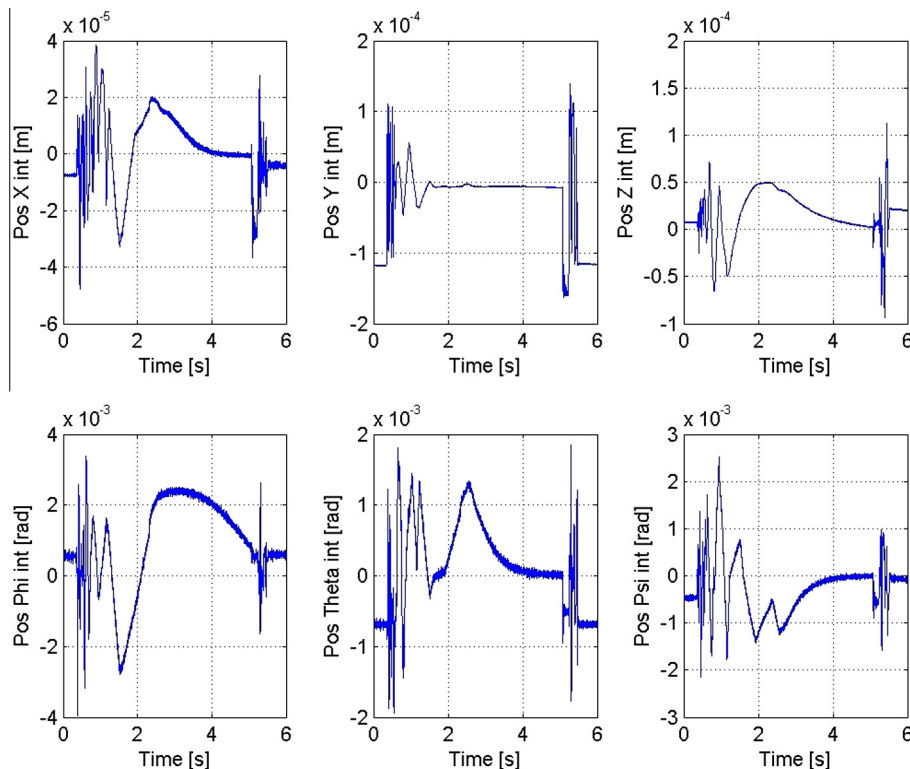 x 10^-5
Pos X int [m]
4
2
0
-2
-4
-6
0 2 4 6
Time [s]
x 10^-4
Pos Y int [m]
2
1
0
-1
-2
0 2 4 6
Time [s]
x 10^-4
Pos Z int [m]
2
1.5
1
0.5
0
-0.5
-1
0 2 4 6
Time [s]
x 10^-3
Pos Phi int [rad]
4
2
0
-2
-4
0 2 4 6
Time [s]
x 10^-3
Pos Theta int [rad]
2
1
0
-1
-2
0 2 4 6
Time [s]
x 10^-3
Pos Psi int [rad]
3
2
1
0
-1
-2
-3
0 2 4 6
Time [s]